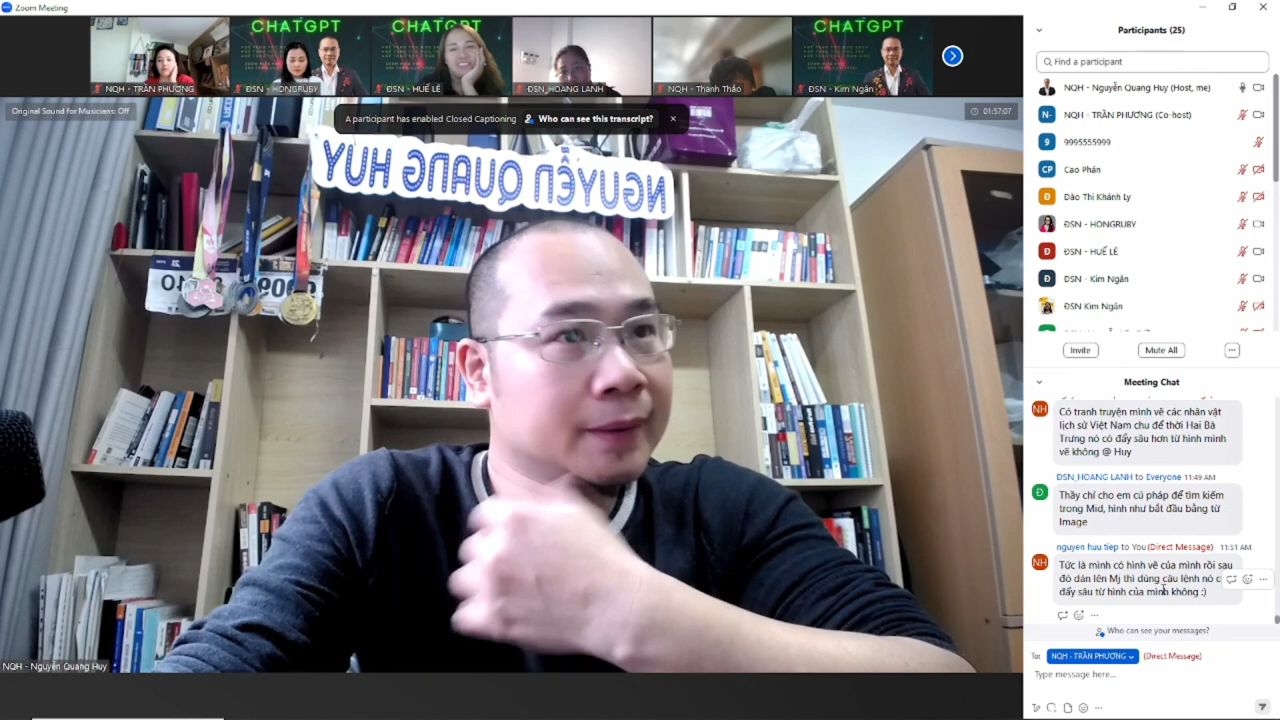 Zoom Meeting
CHATGPT
CHATGPT
CHATGPT
NQH - TRẦN PHƯƠNG
ĐSN - HONGRUBY
ĐSN - HUẾ LÊ
ĐSN_HOANG LANH
NQH - Thanh Thảo
ĐSN - Kim Ngân
Original Sound for Musicians: Off
A participant has enabled Closed Captioning
Who can see this transcript?
01:57:07
NGUYỄN QUANG HUY
NQH - Nguyễn Quang Huy
Participants (25)
Find a participant
NQH - Nguyễn Quang Huy (Host, me)
N- NQH - TRẦN PHƯƠNG (Co-host)
9 9995555999
CP Cao Phán
Đ Đào Thị Khánh Ly
ĐSN - HONGRUBY
Đ ĐSN - HUẾ LÊ
Đ ĐSN - Kim Ngân
ĐSN Kim Ngân
Invite
Mute All
Meeting Chat
NH
Có tranh truyện mình vẽ các nhân vật
lịch sử Việt Nam chu để thời Hai Bà
Trưng nó có đẩy sâu hơn từ hình mình
vẽ không @ Huy
ĐSN_HOANG LANH to Everyone 11:49 AM
Đ
Thầy chỉ cho em cú pháp để tìm kiếm
trong Mid, hình như bắt đầu bằng từ
Image
nguyen huu tiep to You (Direct Message) 11:51 AM
NH
Tức là mình có hình vẽ của mình rồi sau
đó dán lên Mj thì dùng câu lệnh nó
đẩy sâu từ hình của mình không :)
Who can see your messages?
To: NQH - TRẦN PHƯƠNG (Direct Message)
Type message here...